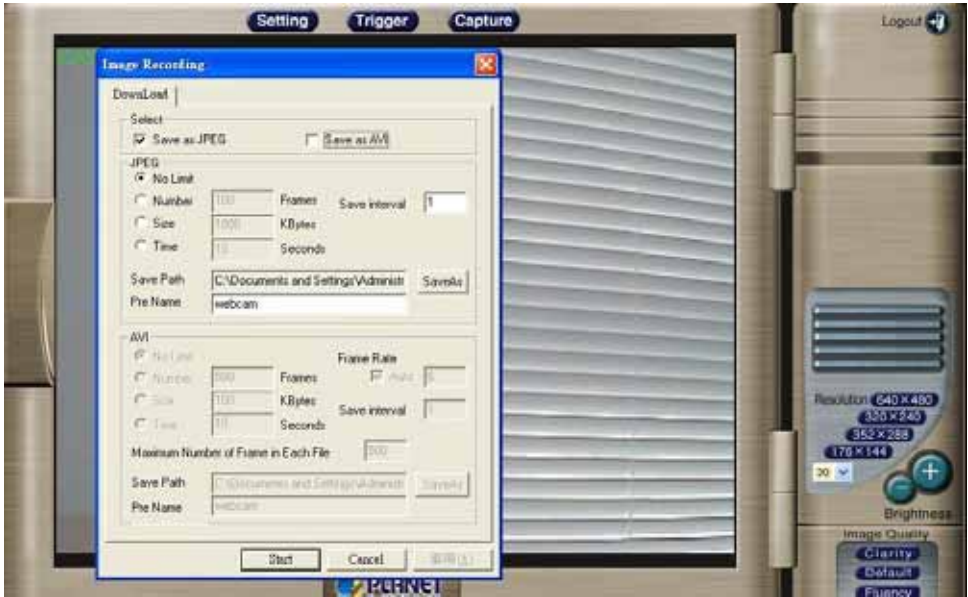 Setting Trigger Capture
Logout
Image Recording
DownLoad
Select
Save as JPEG Save as AVI
JPEG
No Limit
Number 100 Frames Save interval 1
Size 1000 KBytes
Time 10 Seconds
Save Path C:\Documents and Settings\Administr SaveAs
Pre Name webcam
AVI
No Limit Frame Rate
Number 500 Frames Auto 5
Size 100 KBytes
Save interval 1
Time 10 Seconds
Maximum Number of Frame in Each File 500
Save Path C:\Documents and Settings\Administr SaveAs
Pre Name webcam
Start Cancel
PLANET
Resolution 640 × 480
320 × 240
352 × 288
176 × 144
30
Brightness
Image Quality
Clarity
Default
Fluency